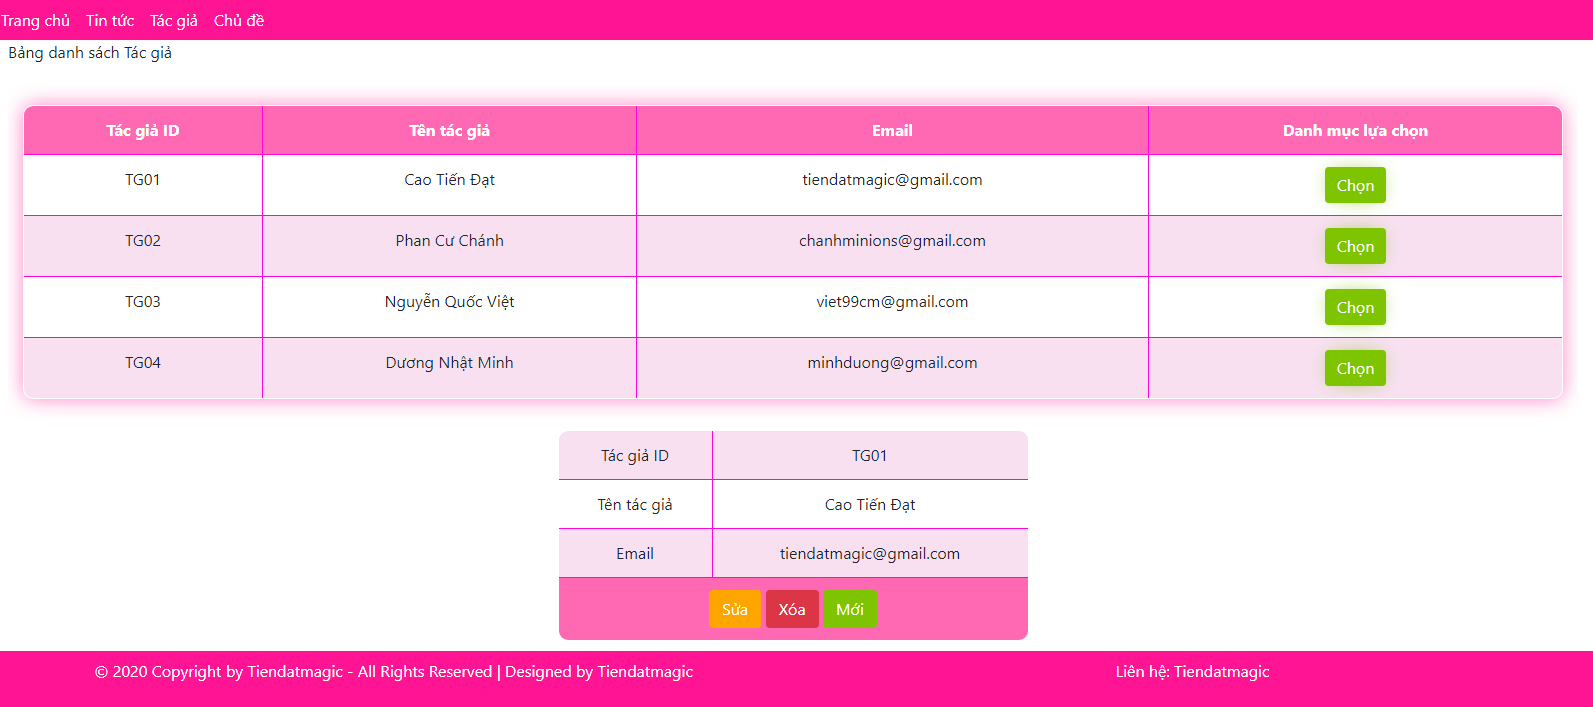 Trang chủ Tin tức Tác giả Chủ đề
Bảng danh sách Tác giả
Tác giả ID Tên tác giả Email Danh mục lựa chọn
TG01 Cao Tiến Đạt tiendatmagic@gmail.com Chọn
TG02 Phan Cư Chánh chanhminions@gmail.com Chọn
TG03 Nguyễn Quốc Việt viet99cm@gmail.com Chọn
TG04 Dương Nhật Minh minhduong@gmail.com Chọn
Tác giả ID TG01
Tên tác giả Cao Tiến Đạt
Email tiendatmagic@gmail.com
Sửa Xóa Mới
© 2020 Copyright by Tiendatmagic - All Rights Reserved | Designed by Tiendatmagic Liên hệ: Tiendatmagic